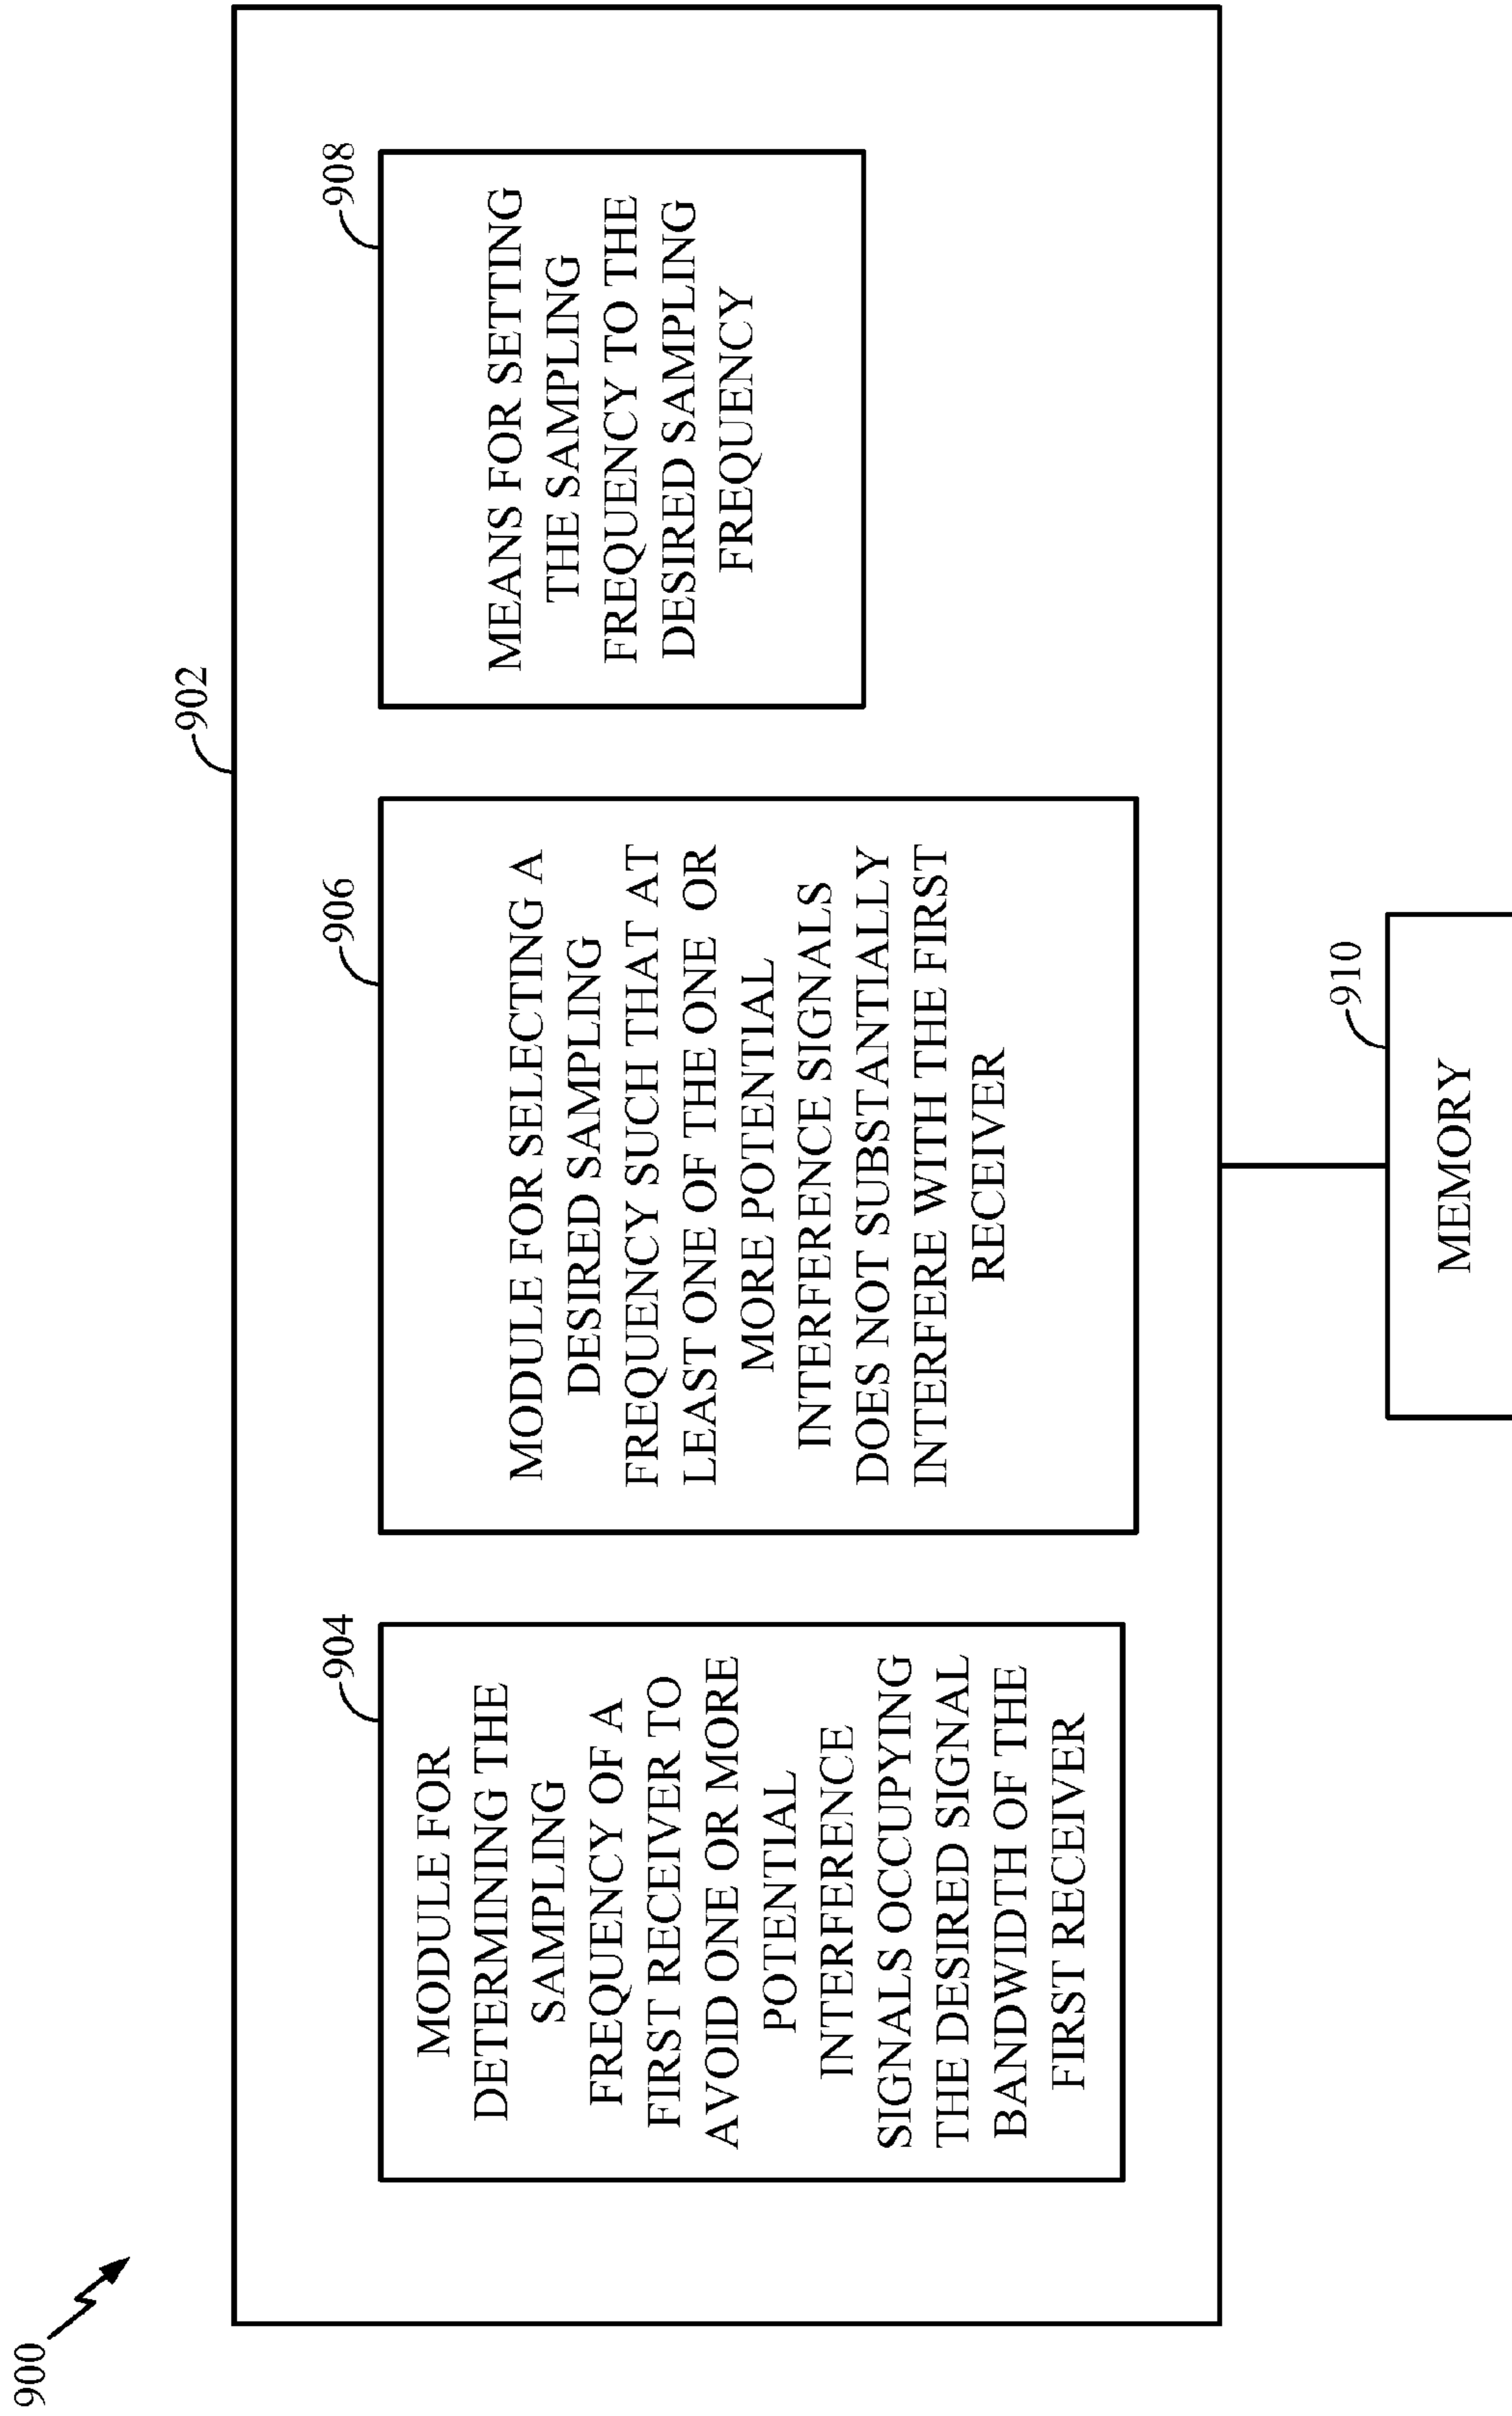 900
902
904
MODULE FOR
DETERMINING THE
SAMPLING
FREQUENCY OF A
FIRST RECEIVER TO
AVOID ONE OR MORE
POTENTIAL
INTERFERENCE
SIGNALS OCCUPYING
THE DESIRED SIGNAL
BANDWIDTH OF THE
FIRST RECEIVER
906
MODULE FOR SELECTING A
DESIRED SAMPLING
FREQUENCY SUCH THAT AT
LEAST ONE OF THE ONE OR
MORE POTENTIAL
INTERFERENCE SIGNALS
DOES NOT SUBSTANTIALLY
INTERFERE WITH THE FIRST
RECEIVER
908
MEANS FOR SETTING
THE SAMPLING
FREQUENCY TO THE
DESIRED SAMPLING
FREQUENCY
910
MEMORY